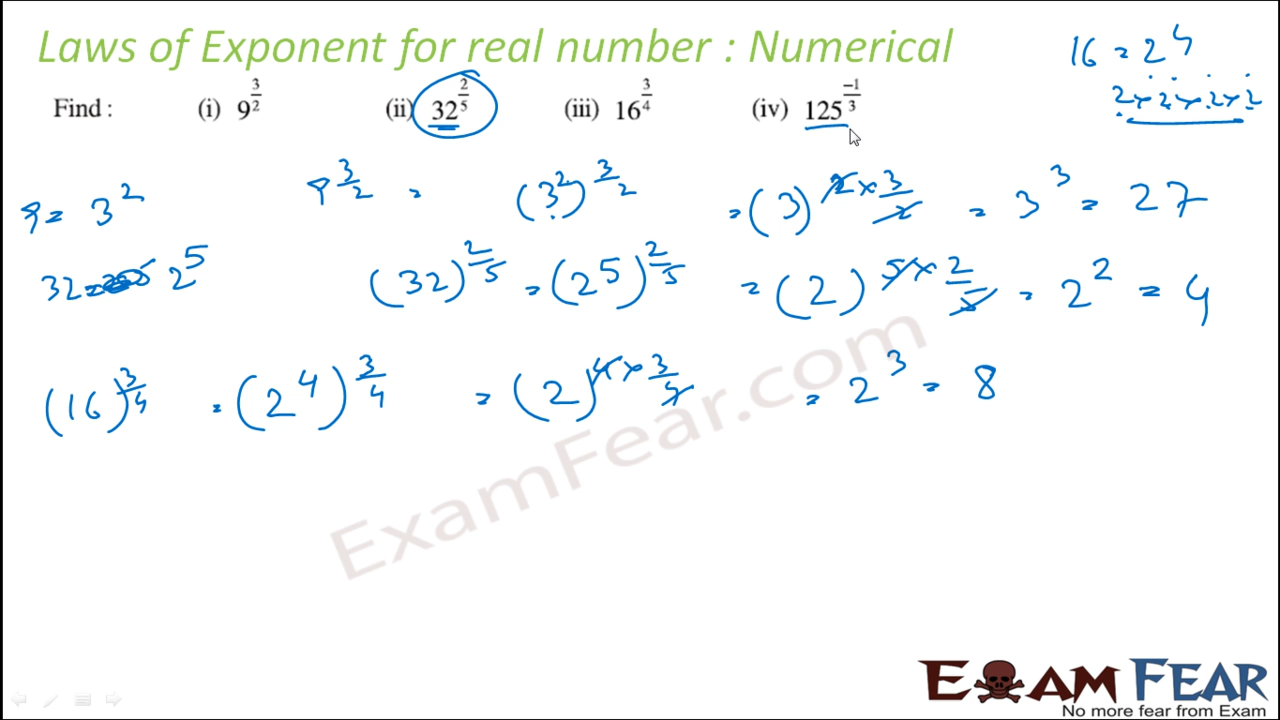 Laws of Exponent for real number : Numerical
16 = 2^4
2 × 2 × 2 × 2
Find : (i) 9^(3/2) (ii) 32^(2/5) (iii) 16^(3/4) (iv) 125^(-1/3)
9 = 3^2 9^(3/2) = (3^2)^(3/2) = (3)^(2 × 3/2) = 3^3 = 27
32 = 2^5 (32)^(2/5) = (2^5)^(2/5) = (2)^(5 × 2/5) = 2^2 = 4
(16)^(3/4) = (2^4)^(3/4) = (2)^(4 × 3/4) = 2^3 = 8
ExamFear.com
EXAM FEAR
No more fear from Exam